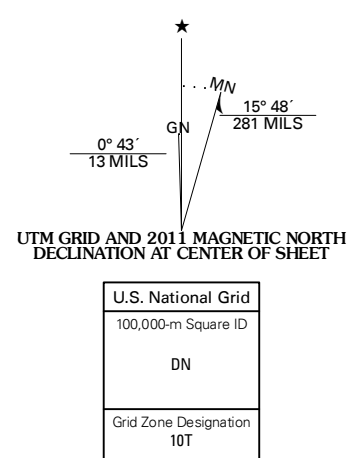 ★
MN
15° 48´
281 MILS
GN
0° 43´
13 MILS
UTM GRID AND 2011 MAGNETIC NORTH
DECLINATION AT CENTER OF SHEET
U.S. National Grid
100,000-m Square ID
DN
Grid Zone Designation
10T